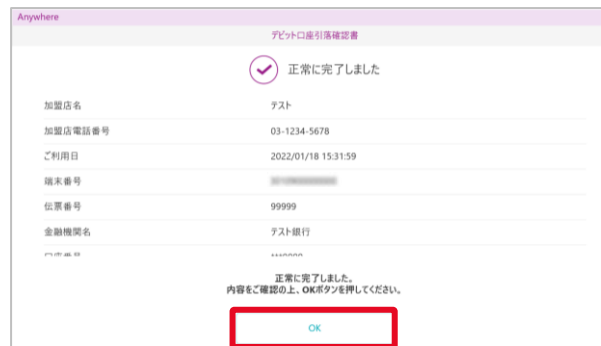 Anywhere
デビット口座引落確認書
正常に完了しました
加盟店名 テスト
加盟店電話番号 03-1234-5678
ご利用日 2022/01/18 15:31:59
端末番号
伝票番号 99999
金融機関名 テスト銀行
正常に完了しました。
内容をご確認の上、OKボタンを押してください。
OK